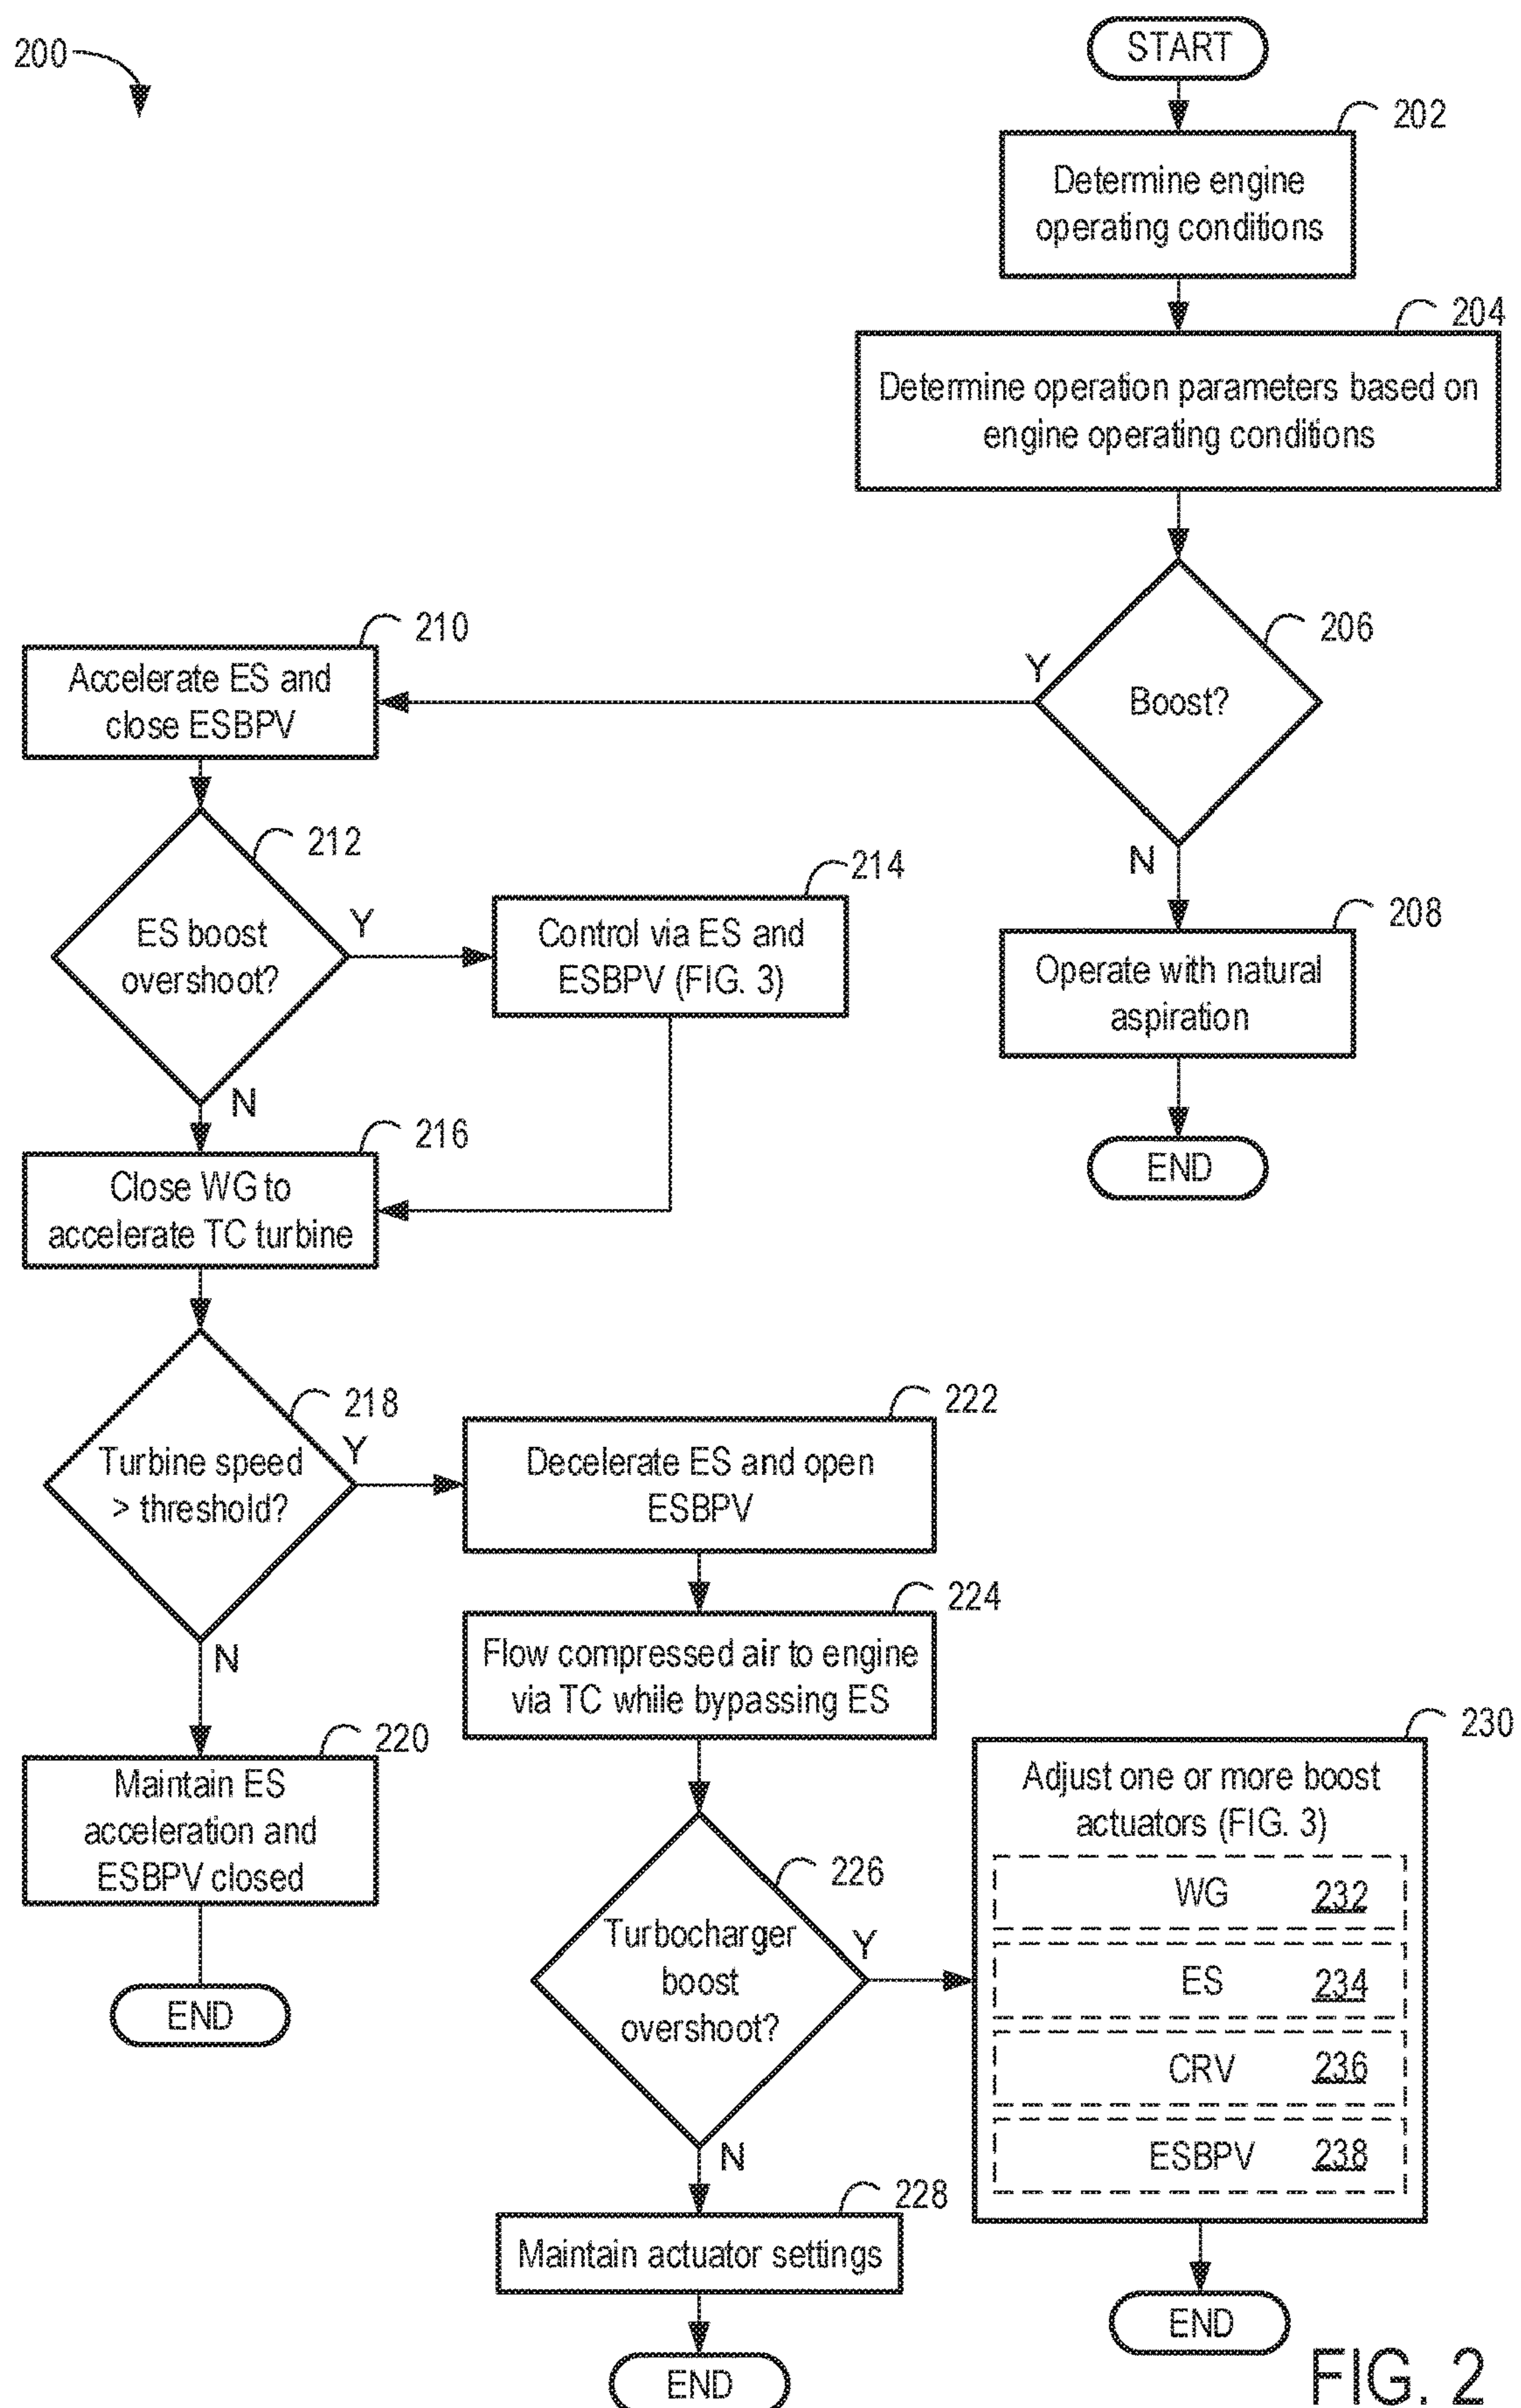 200
START
202
Determine engine
operating conditions
204
Determine operation parameters based on
engine operating conditions
206
Boost?
Y
N
210
Accelerate ES and
close ESBPV
212
ES boost
overshoot?
Y
N
214
Control via ES and
ESBPV (FIG. 3)
208
Operate with natural
aspiration
END
216
Close WG to
accelerate TC turbine
218
Turbine speed
> threshold?
Y
N
220
Maintain ES
acceleration and
ESBPV closed
END
222
Decelerate ES and open
ESBPV
224
Flow compressed air to engine
via TC while bypassing ES
226
Turbocharger
boost
overshoot?
Y
N
228
Maintain actuator settings
END
230
Adjust one or more boost
actuators (FIG. 3)
WG 232
ES 234
CRV 236
ESBPV 238
END
FIG. 2